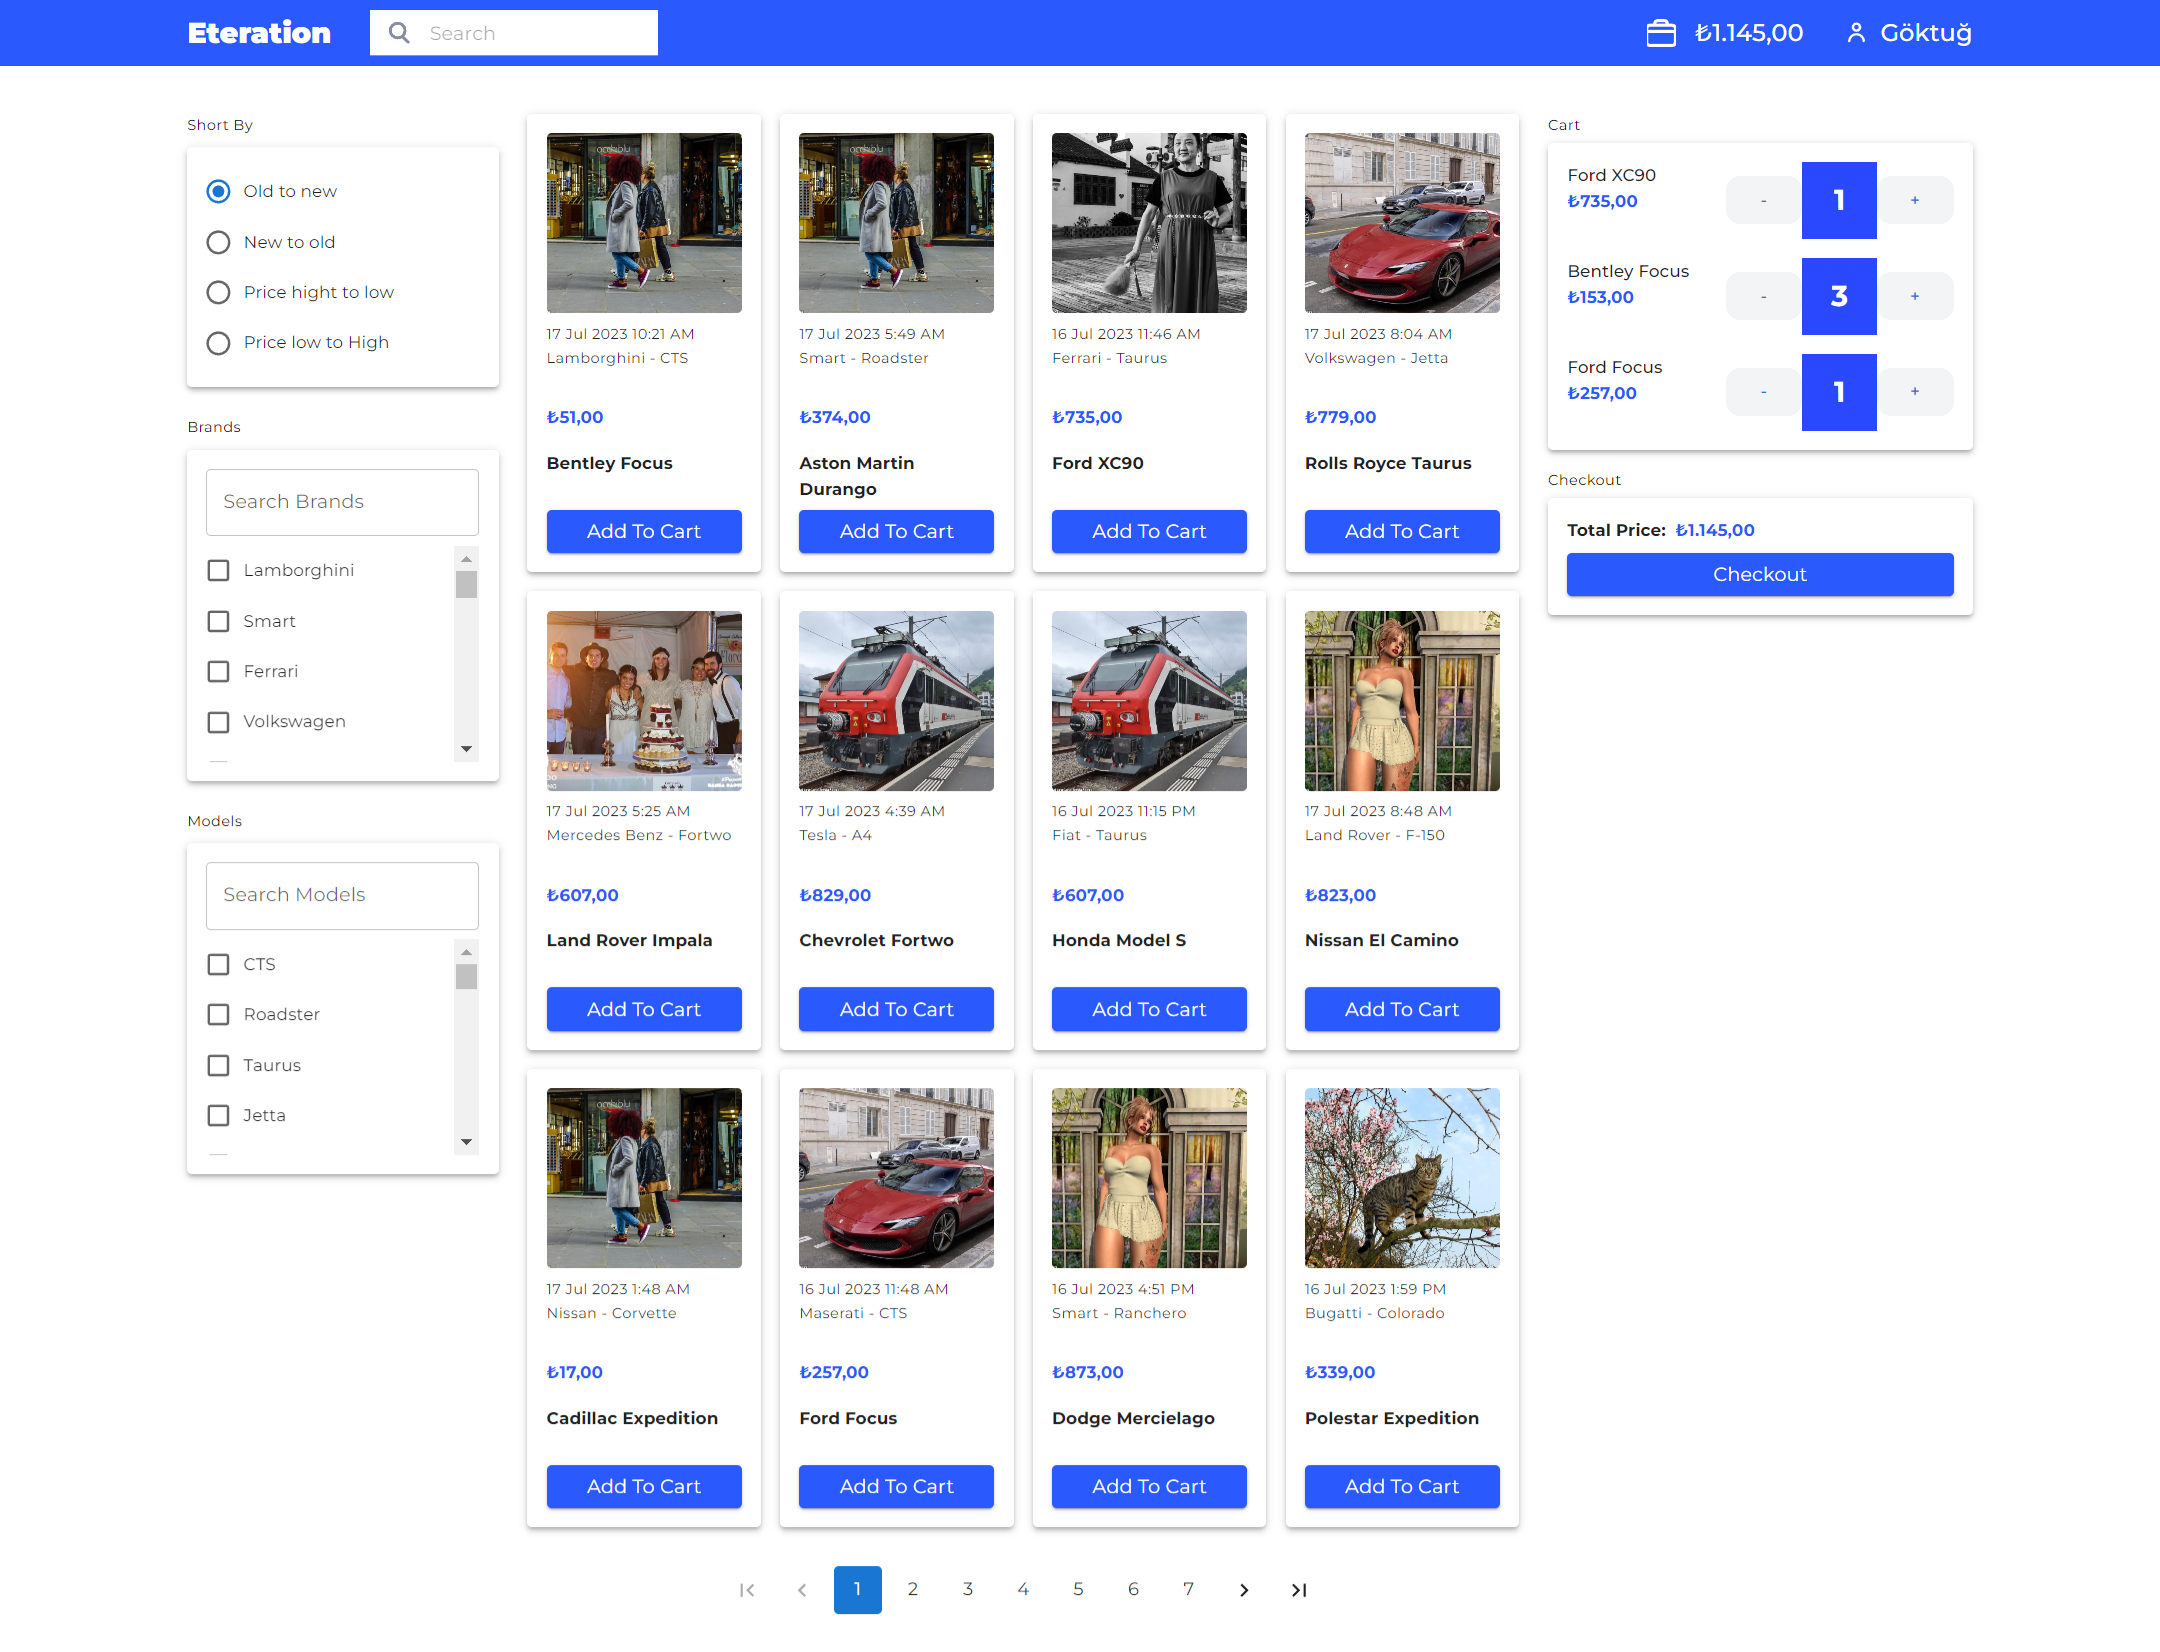 Eteration
Search
₺1.145,00
Göktuğ
Short By
Old to new
New to old
Price hight to low
Price low to High
Brands
Search Brands
Lamborghini
Smart
Ferrari
Volkswagen
Models
Search Models
CTS
Roadster
Taurus
Jetta
17 Jul 2023 10:21 AM
Lamborghini - CTS
₺51,00
Bentley Focus
Add To Cart
17 Jul 2023 5:49 AM
Smart - Roadster
₺374,00
Aston Martin
Durango
Add To Cart
16 Jul 2023 11:46 AM
Ferrari - Taurus
₺735,00
Ford XC90
Add To Cart
17 Jul 2023 8:04 AM
Volkswagen - Jetta
₺779,00
Rolls Royce Taurus
Add To Cart
17 Jul 2023 5:25 AM
Mercedes Benz - Fortwo
₺607,00
Land Rover Impala
Add To Cart
17 Jul 2023 4:39 AM
Tesla - A4
₺829,00
Chevrolet Fortwo
Add To Cart
16 Jul 2023 11:15 PM
Fiat - Taurus
₺607,00
Honda Model S
Add To Cart
17 Jul 2023 8:48 AM
Land Rover - F-150
₺823,00
Nissan El Camino
Add To Cart
17 Jul 2023 1:48 AM
Nissan - Corvette
₺17,00
Cadillac Expedition
Add To Cart
16 Jul 2023 11:48 AM
Maserati - CTS
₺257,00
Ford Focus
Add To Cart
16 Jul 2023 4:51 PM
Smart - Ranchero
₺873,00
Dodge Mercielago
Add To Cart
16 Jul 2023 1:59 PM
Bugatti - Colorado
₺339,00
Polestar Expedition
Add To Cart
1 2 3 4 5 6 7
Cart
Ford XC90
₺735,00
- 1 +
Bentley Focus
₺153,00
- 3 +
Ford Focus
₺257,00
- 1 +
Checkout
Total Price: ₺1.145,00
Checkout